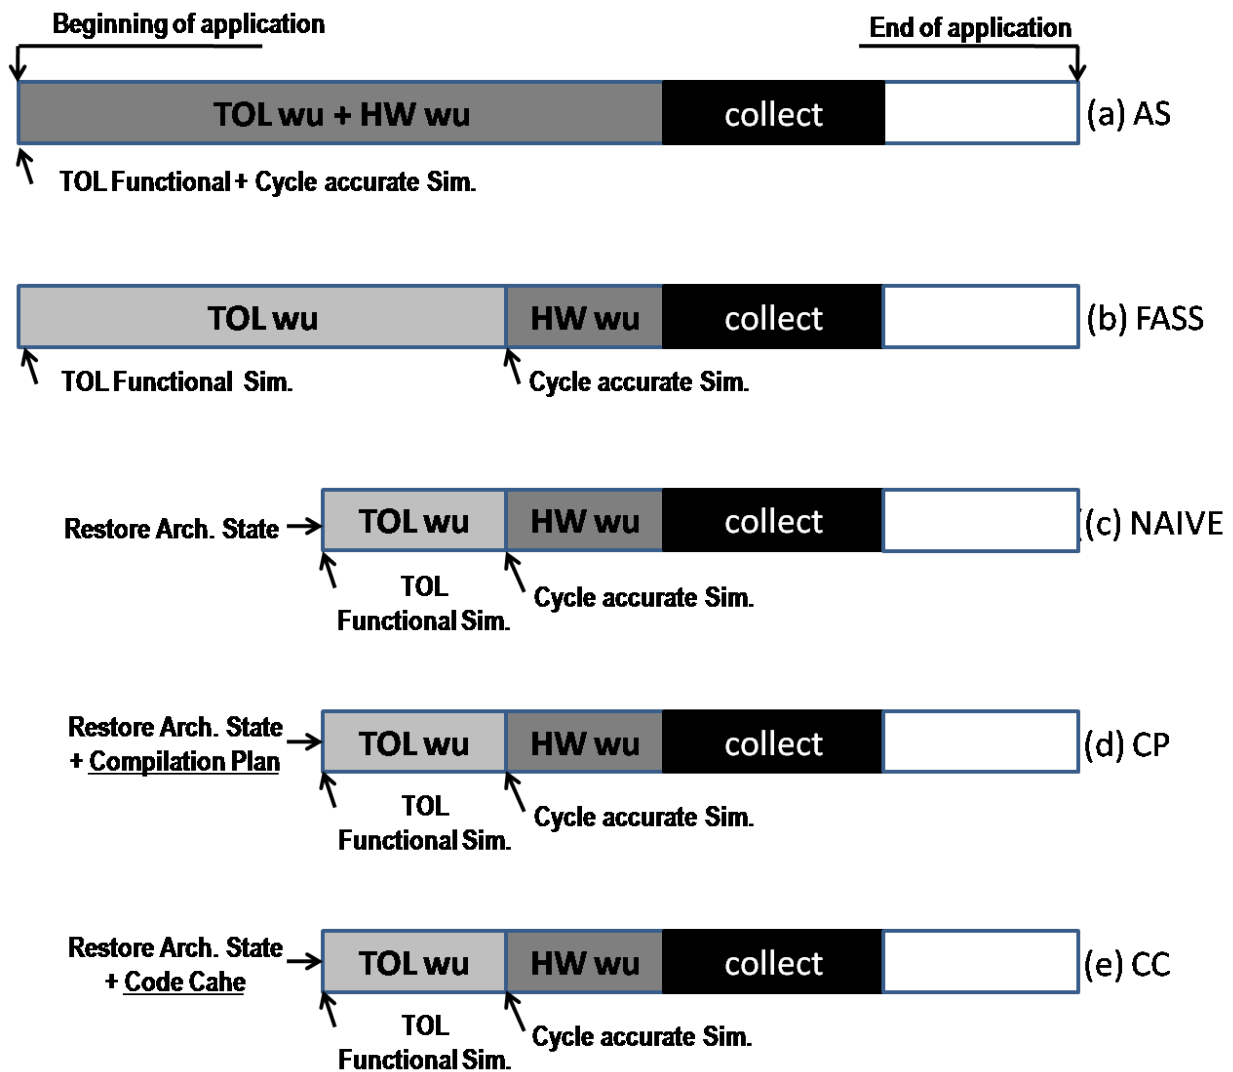 Beginning of application
End of application
TOL wu + HW wu
collect
(a) AS
TOL Functional + Cycle accurate Sim.
TOL wu
HW wu
collect
(b) FASS
TOL Functional Sim.
Cycle accurate Sim.
Restore Arch. State
TOL wu
HW wu
collect
(c) NAIVE
TOL
Functional Sim.
Cycle accurate Sim.
Restore Arch. State
+ Compilation Plan
TOL wu
HW wu
collect
(d) CP
TOL
Functional Sim.
Cycle accurate Sim.
Restore Arch. State
+ Code Cahe
TOL wu
HW wu
collect
(e) CC
TOL
Functional Sim.
Cycle accurate Sim.